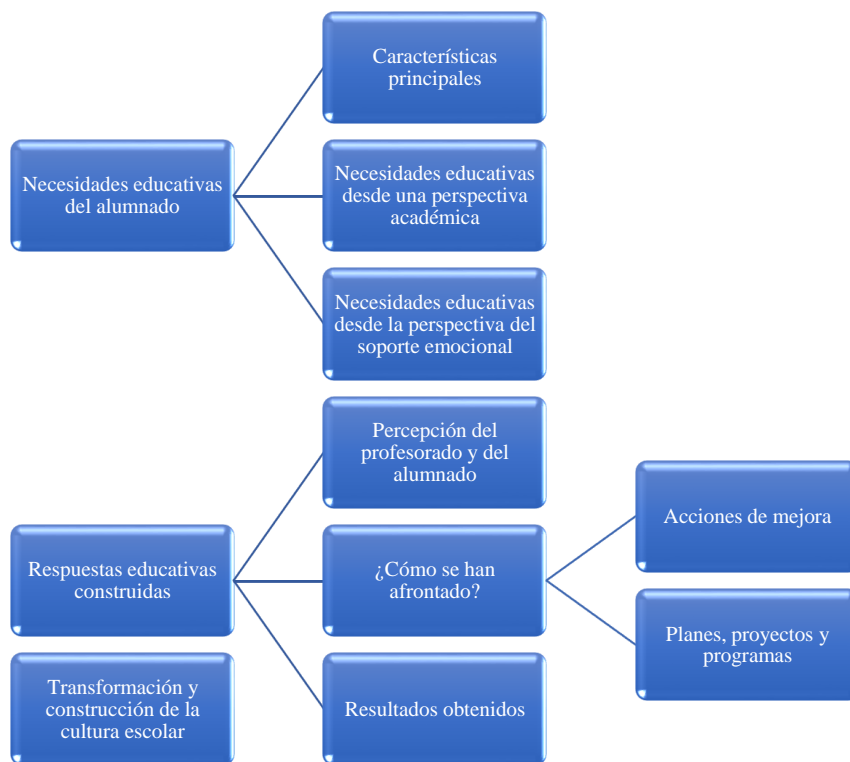 Características
principales
Necesidades educativas
del alumnado
Necesidades educativas
desde una perspectiva
académica
Necesidades educativas
desde la perspectiva del
soporte emocional
Percepción del
profesorado y del
alumnado
Respuestas educativas
construidas
¿Cómo se han
afrontado?
Acciones de mejora
Planes, proyectos y
programas
Resultados obtenidos
Transformación y
construcción de la
cultura escolar